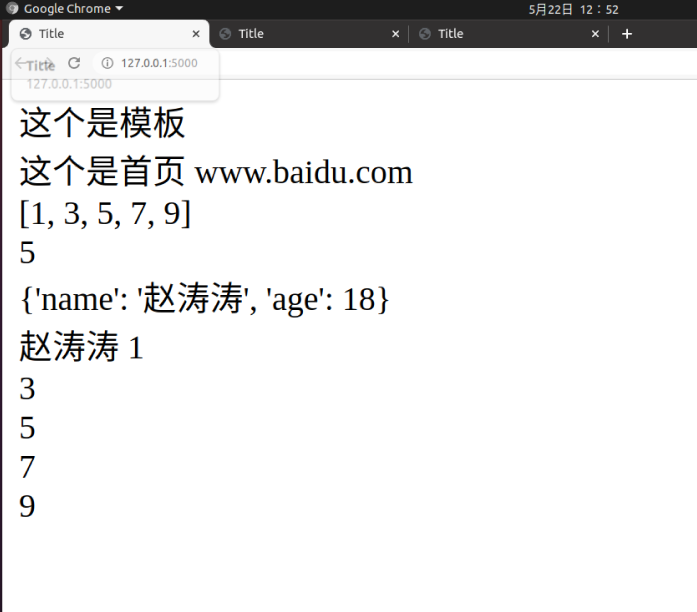 Google Chrome
5月22日 12：52
Title
Title
Title
127.0.0.1:5000
Title
127.0.0.1:5000
这个是模板
这个是首页 www.baidu.com
[1, 3, 5, 7, 9]
5
{'name': '赵涛涛', 'age': 18}
赵涛涛 1
3
5
7
9